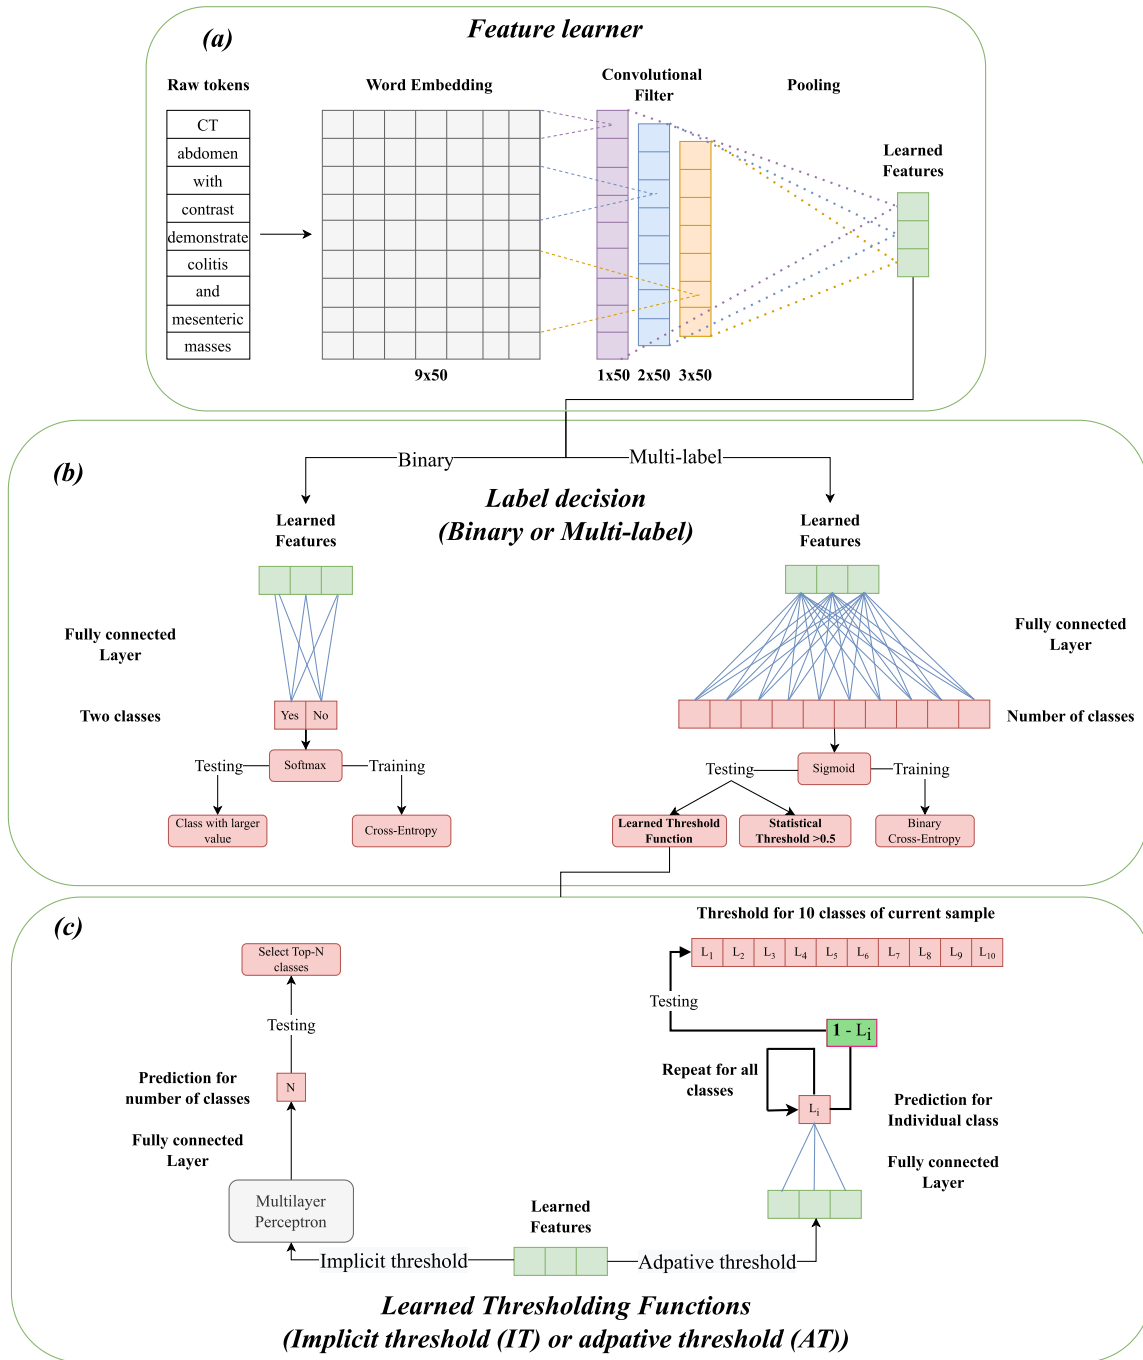 (a)
Feature learner
Raw tokens
Word Embedding
Convolutional
Filter
Pooling
CT
abdomen
with
contrast
demonstrate
colitis
and
mesenteric
masses
Learned
Features
9x50
1x50
2x50
3x50
(b)
Binary
Multi-label
Label decision
(Binary or Multi-label)
Learned
Features
Learned
Features
Fully connected
Layer
Fully connected
Layer
Two classes
Yes
No
Number of classes
Softmax
Testing
Training
Class with larger
value
Cross-Entropy
Sigmoid
Testing
Training
Learned Threshold
Function
Statistical
Threshold >0.5
Binary
Cross-Entropy
(c)
Threshold for 10 classes of current sample
L1 L2 L3 L4 L5 L6 L7 L8 L9 L10
Select Top-N
classes
Testing
Testing
1 - Li
Prediction for
number of classes
N
Repeat for all
classes
Li
Prediction for
Individual class
Fully connected
Layer
Fully connected
Layer
Multilayer
Perceptron
Learned
Features
Implicit threshold
Adpative threshold
Learned Thresholding Functions
(Implicit threshold (IT) or adpative threshold (AT))